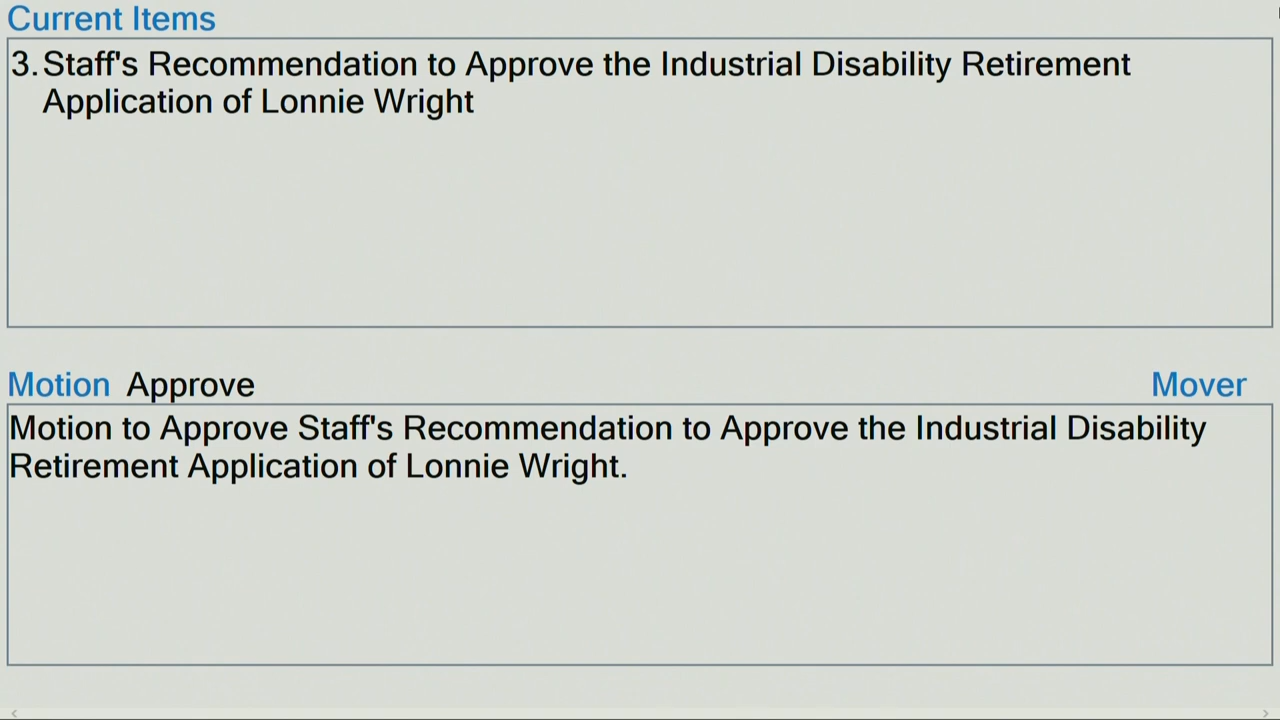 Current Items
3. Staff's Recommendation to Approve the Industrial Disability Retirement
Application of Lonnie Wright
Motion Approve Mover
Motion to Approve Staff's Recommendation to Approve the Industrial Disability
Retirement Application of Lonnie Wright.